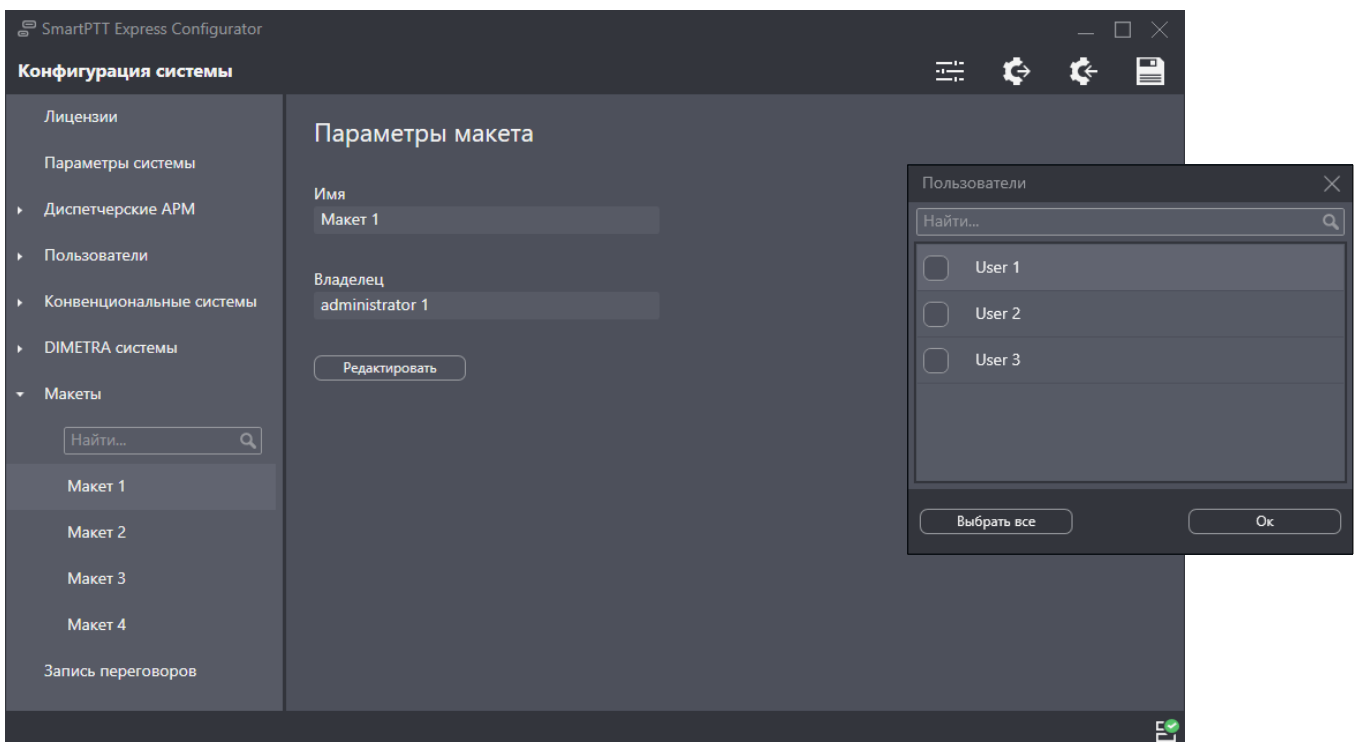 SmartPTT Express Configurator
Конфигурация системы
Лицензии
Параметры системы
Диспетчерские АРМ
Пользователи
Конвенциональные системы
DIMETRA системы
Макеты
Найти...
Макет 1
Макет 2
Макет 3
Макет 4
Запись переговоров
Параметры макета
Имя
Макет 1
Владелец
administrator 1
Редактировать
Пользователи
Найти...
User 1
User 2
User 3
Выбрать все
Ок